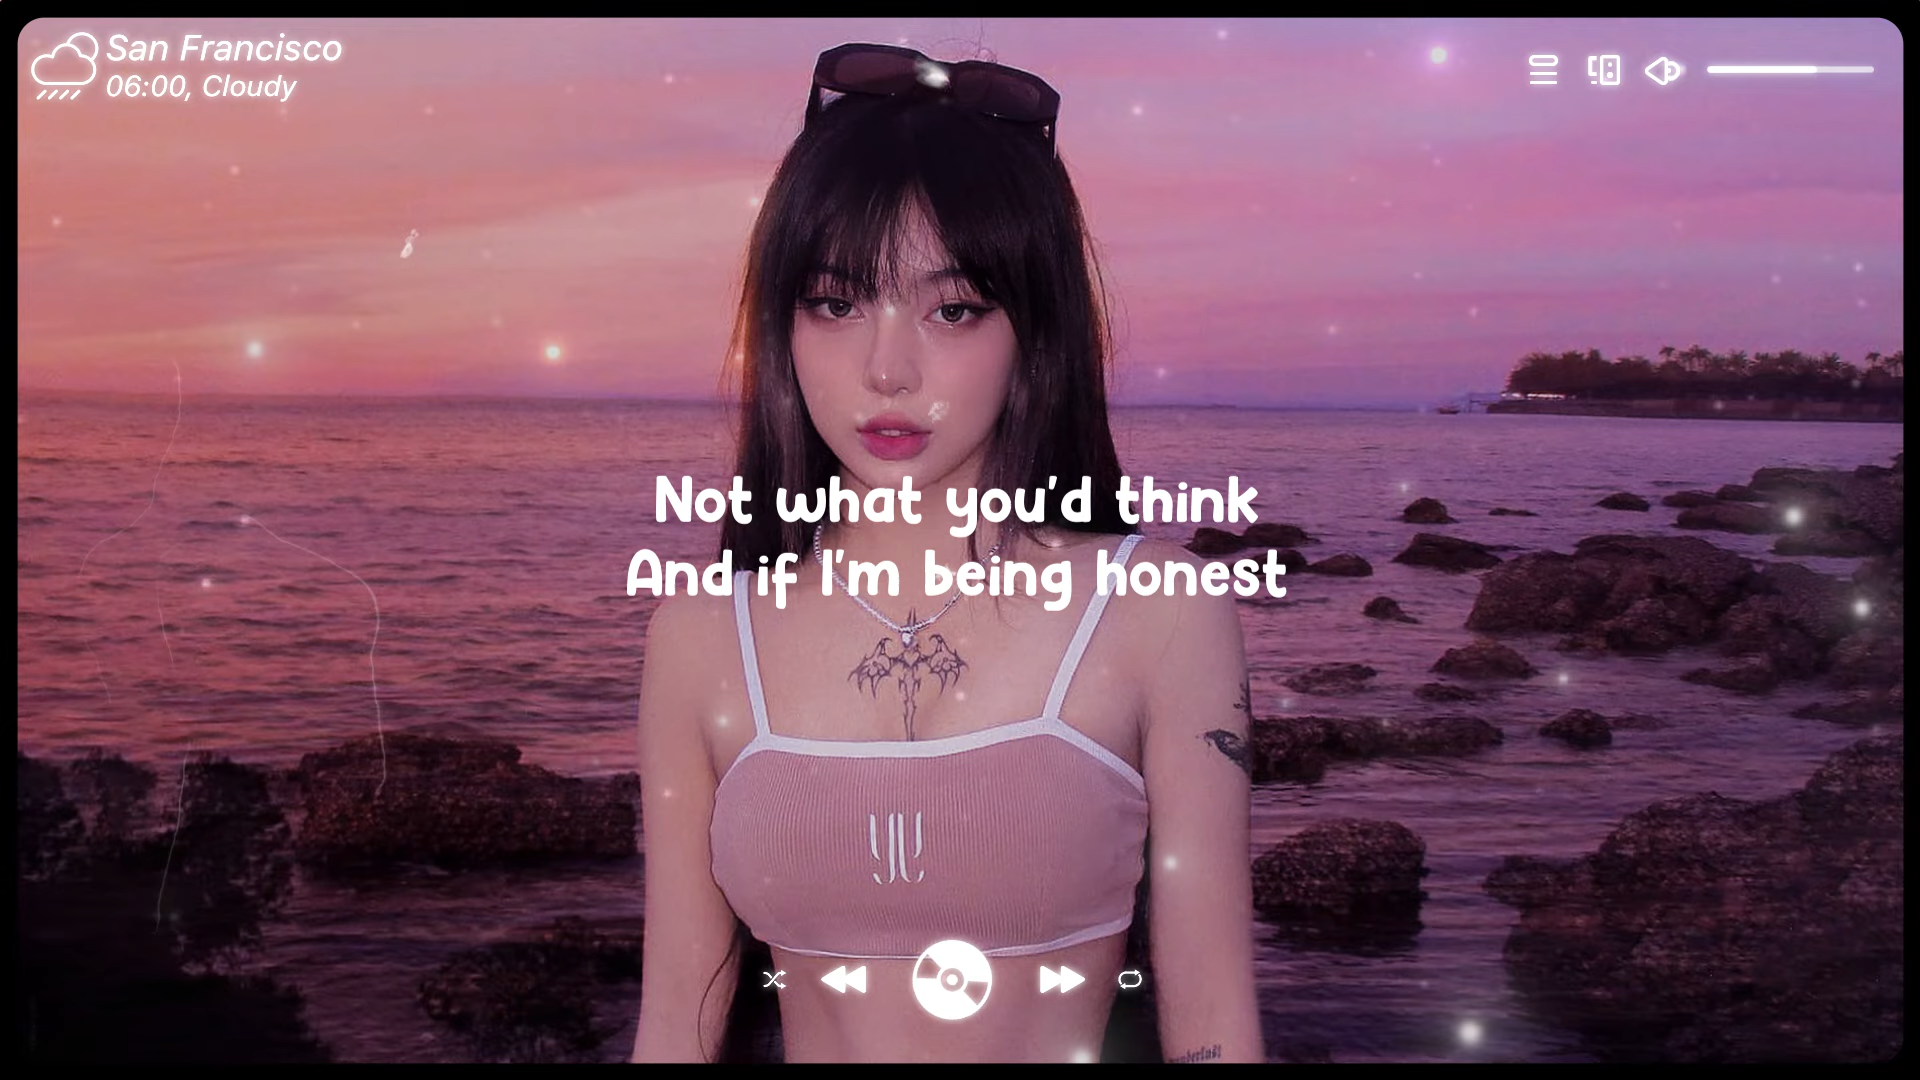 San Francisco
06:00, Cloudy
Not what you'd think
And if I'm being honest